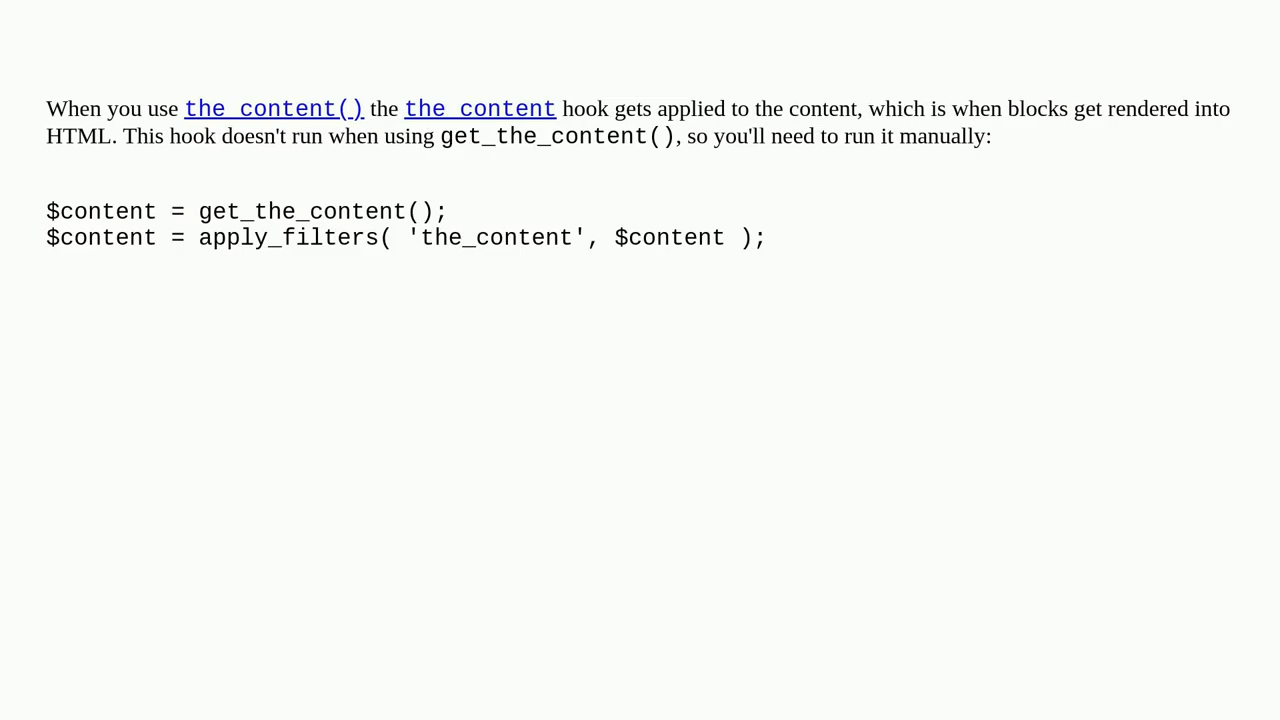 When you use the_content() the the_content hook gets applied to the content, which is when blocks get rendered into
HTML. This hook doesn't run when using get_the_content(), so you'll need to run it manually:
$content = get_the_content();
$content = apply_filters( 'the_content', $content );